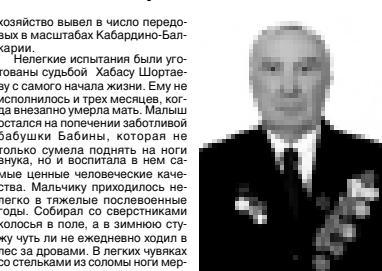 хозяйство вывел в число передо-
вых в масштабах Кабардино-Бал-
карии.
Нелегкие испытания были уго-
тованы судьбой Хабасу Шортае-
ву с самого начала жизни. Ему не
исполнилось и трех месяцев, ког-
да внезапно умерла мать. Малыш
остался на попечении заботливой
бабушки Бабины, которая не
только сумела поднять на ноги
внука, но и воспитала в нем са-
мые ценные человеческие каче-
ства. Мальчику приходилось не-
легко в тяжелые послевоенные
годы. Собирал со сверстниками
колосья в поле, а в зимнюю сту-
жу чуть ли не ежедневно ходил в
лес за дровами. В легких чувяках
со стельками из соломы ноги мер-